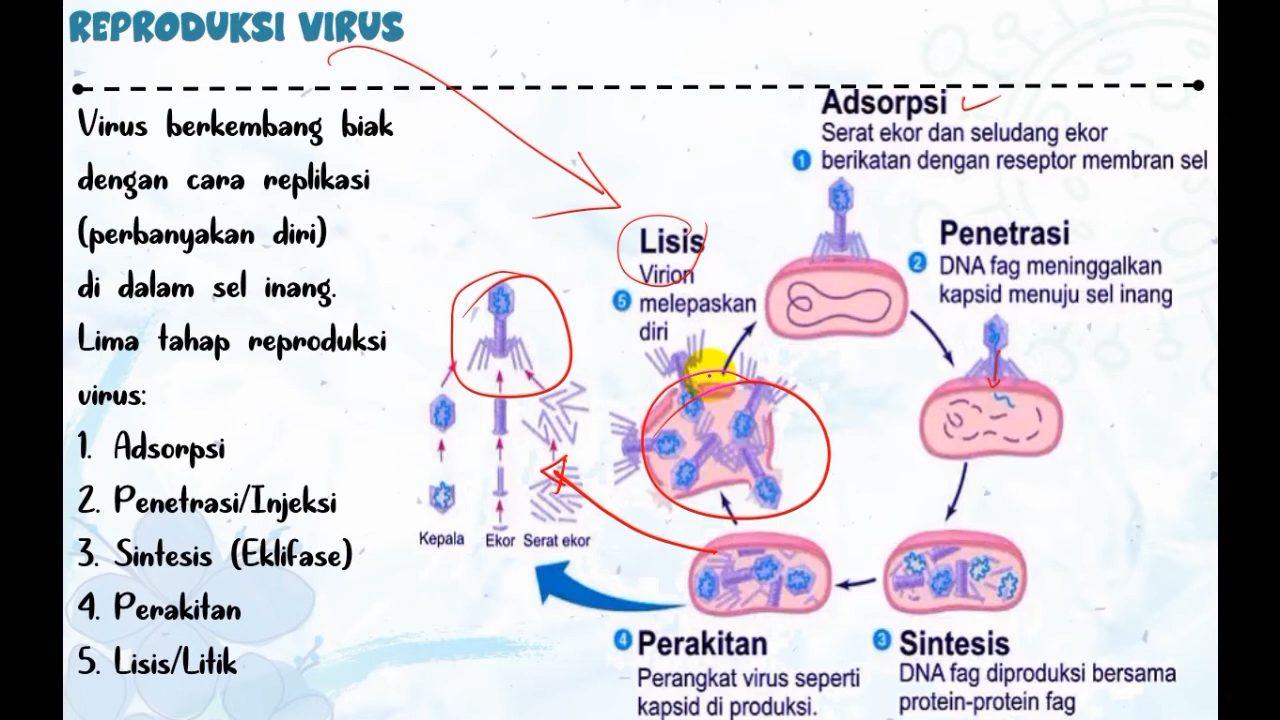 REPRODUKSI VIRUS
Virus berkembang biak
dengan cara replikasi
(perbanyakan diri)
di dalam sel inang.
Lima tahap reproduksi
virus:
1. Adsorpsi
2. Penetrasi/Injeksi
3. Sintesis (Eklifase)
4. Perakitan
5. Lisis/Litik
Kepala
Ekor
Serat ekor
Adsorpsi
Serat ekor dan seludang ekor
1 berikatan dengan reseptor membran sel
Penetrasi
2 DNA fag meninggalkan
kapsid menuju sel inang
3 Sintesis
DNA fag diproduksi bersama
protein-protein fag
4 Perakitan
Perangkat virus seperti
kapsid di produksi.
Lisis
Virion
5 melepaskan
diri